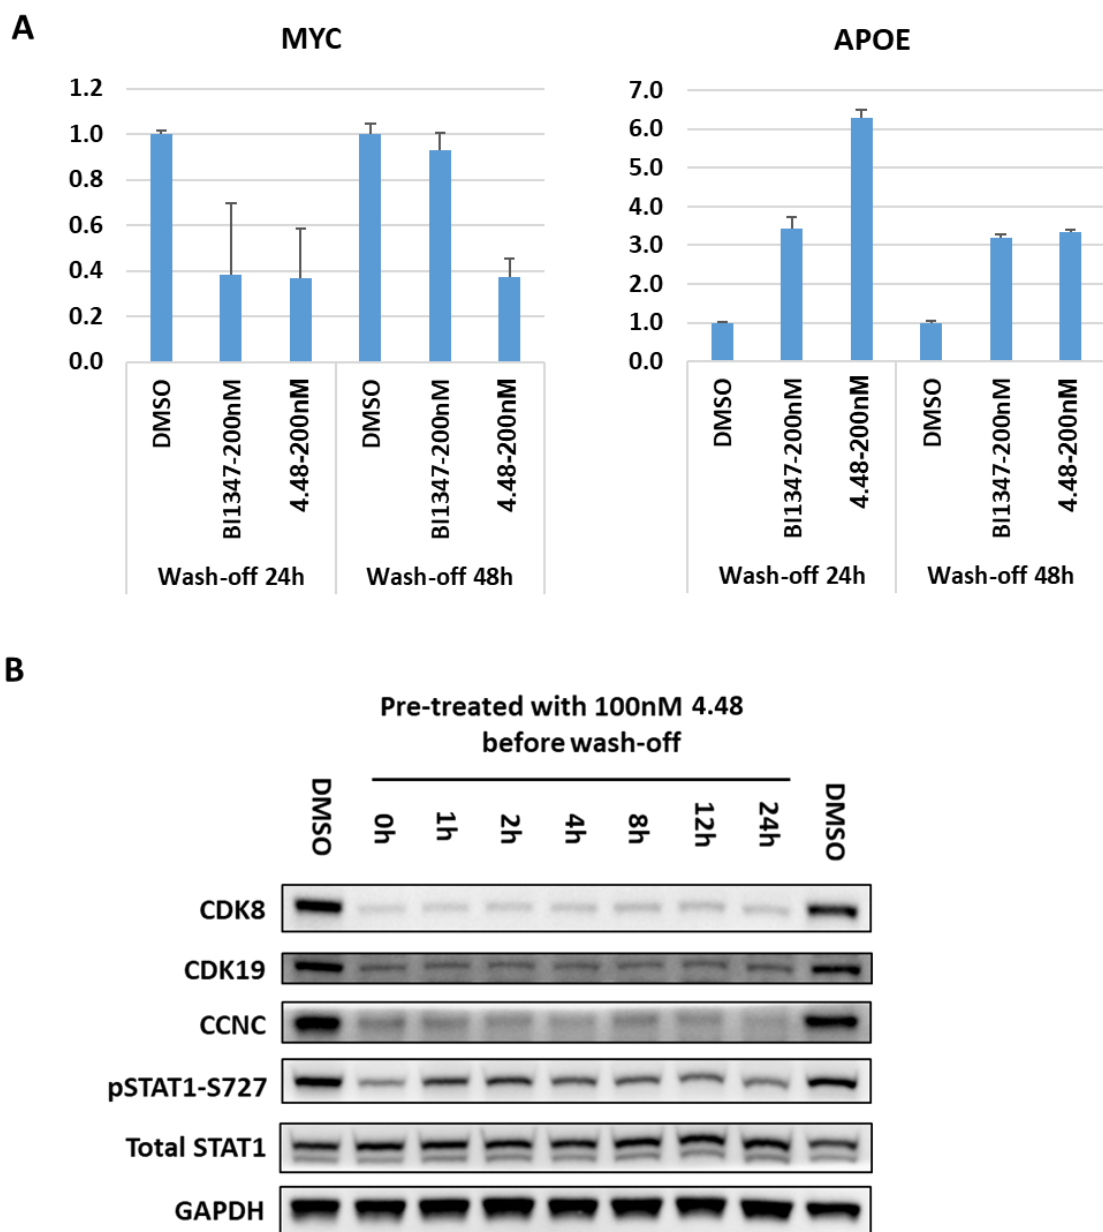 A
MYC
1.2
1.0
0.8
0.6
0.4
0.2
0.0
DMSO
BI1347-200nM
4.48-200nM
DMSO
BI1347-200nM
4.48-200nM
Wash-off 24h
Wash-off 48h
APOE
7.0
6.0
5.0
4.0
3.0
2.0
1.0
0.0
DMSO
BI1347-200nM
4.48-200nM
DMSO
BI1347-200nM
4.48-200nM
Wash-off 24h
Wash-off 48h
B
Pre-treated with 100nM 4.48
before wash-off
DMSO
0h
1h
2h
4h
8h
12h
24h
DMSO
CDK8
CDK19
CCNC
pSTAT1-S727
Total STAT1
GAPDH